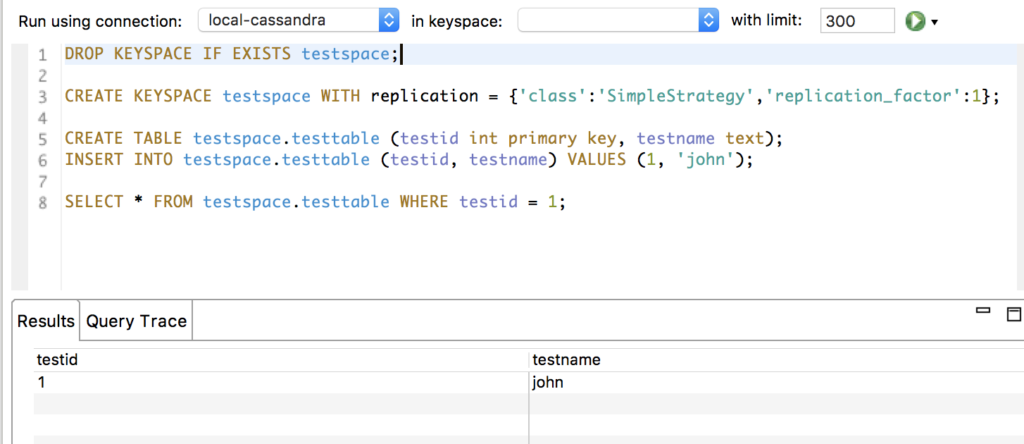 Run using connection: local-cassandra in keyspace: with limit: 300
1 DROP KEYSPACE IF EXISTS testspace;
2
3 CREATE KEYSPACE testspace WITH replication = {'class':'SimpleStrategy','replication_factor':1};
4
5 CREATE TABLE testspace.testtable (testid int primary key, testname text);
6 INSERT INTO testspace.testtable (testid, testname) VALUES (1, 'john');
7
8 SELECT * FROM testspace.testtable WHERE testid = 1;
Results Query Trace
testid testname
1 john